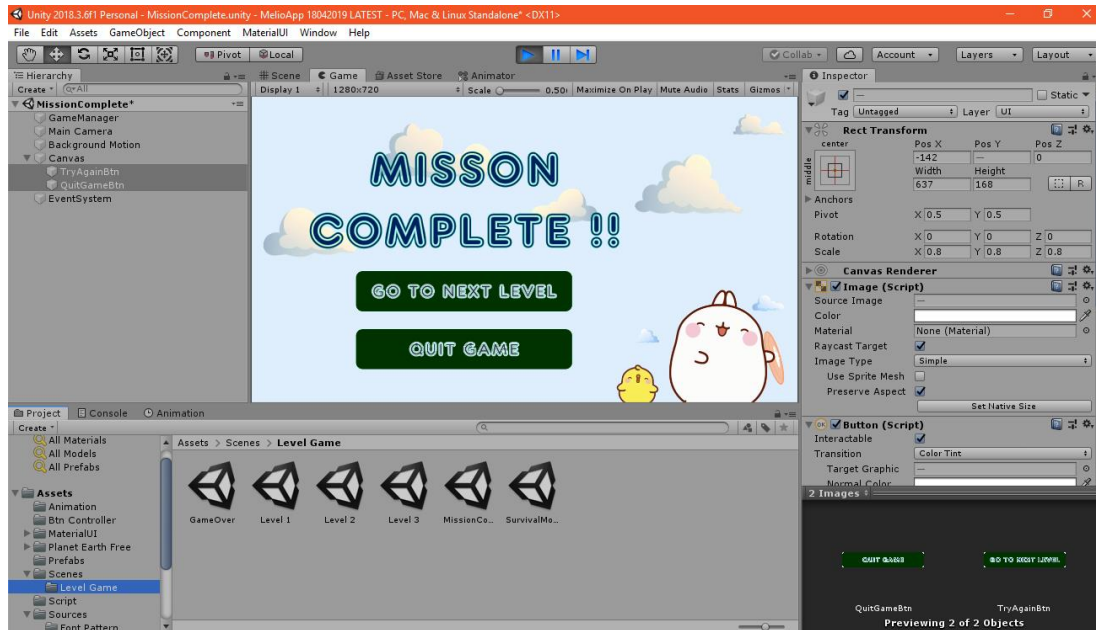 Unity 2018.3.6f1 Personal - MissionComplete.unity - MelioApp 18042019 LATEST - PC, Mac & Linux Standalone* <DX11>
File Edit Assets GameObject Component MaterialUI Window Help
Pivot Local Collab Account Layers Layout
Hierarchy
Create All
MissionComplete*
GameManager
Main Camera
Background Motion
Canvas
TryAgainBtn
QuitGameBtn
EventSystem
Scene Game Asset Store Animator
Display 1 1280x720 Scale 0.50 Maximize On Play Mute Audio Stats Gizmos
MISSON
COMPLETE !!
GO TO NEXT LEVEL
QUIT GAME
Inspector
— Static
Tag Untagged Layer UI
Rect Transform
center Pos X Pos Y Pos Z
middle -142 — 0
Width Height
637 168 R
Anchors
Pivot X 0.5 Y 0.5
Rotation X 0 Y 0 Z 0
Scale X 0.8 Y 0.8 Z 0.8
Canvas Renderer
Image (Script)
Source Image —
Color
Material None (Material)
Raycast Target
Image Type Simple
Use Sprite Mesh
Preserve Aspect
Set Native Size
Button (Script)
Interactable
Transition Color Tint
Target Graphic —
Normal Color
2 Images
QUIT GAME GO TO NEXT LEVEL
QuitGameBtn TryAgainBtn
Previewing 2 of 2 Objects
Project Console Animation
Create
All Materials
All Models
All Prefabs
Assets
Animation
Btn Controller
MaterialUI
Planet Earth Free
Prefabs
Scenes
Level Game
Script
Sources
Font Pattern
Assets > Scenes > Level Game
GameOver Level 1 Level 2 Level 3 MissionCo... SurvivalMo...